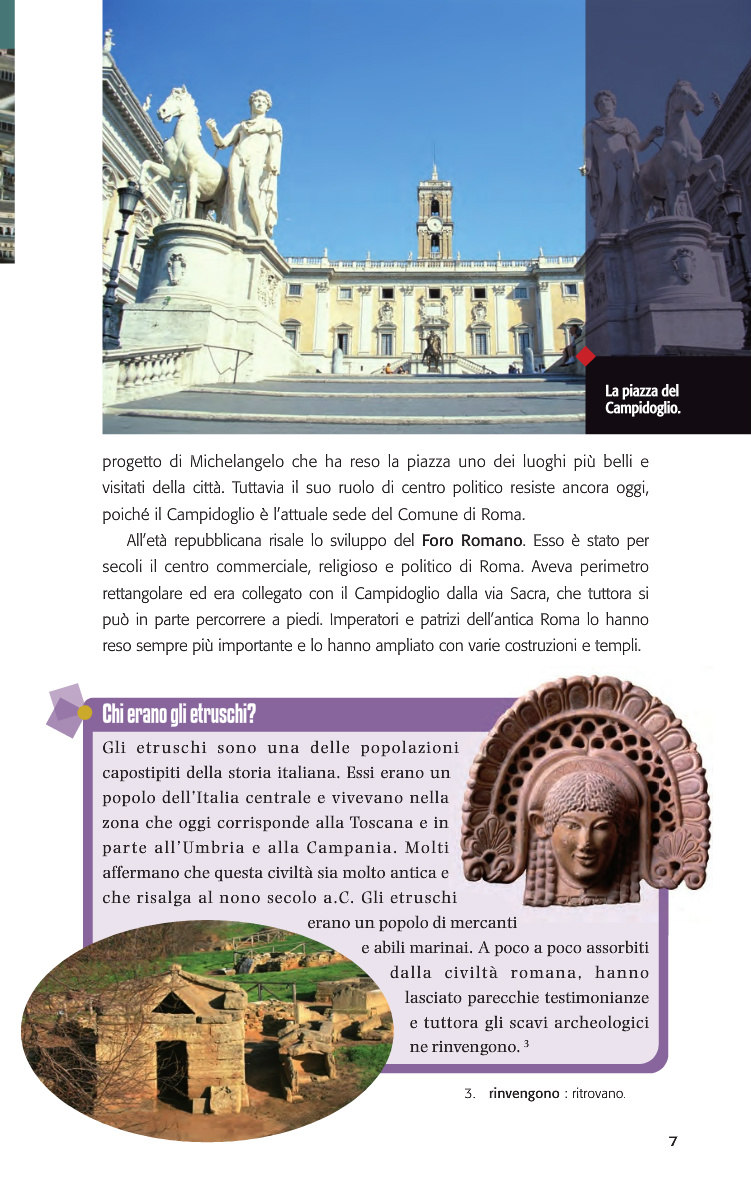 La piazza del
Campidoglio.
progetto di Michelangelo che ha reso la piazza uno dei luoghi più belli e
visitati della città. Tuttavia il suo ruolo di centro politico resiste ancora oggi,
poiché il Campidoglio è l'attuale sede del Comune di Roma.
All'età repubblicana risale lo sviluppo del Foro Romano. Esso è stato per
secoli il centro commerciale, religioso e politico di Roma. Aveva perimetro
rettangolare ed era collegato con il Campidoglio dalla via Sacra, che tuttora si
può in parte percorrere a piedi. Imperatori e patrizi dell'antica Roma lo hanno
reso sempre più importante e lo hanno ampliato con varie costruzioni e templi.
Chi erano gli etruschi?
Gli etruschi sono una delle popolazioni
capostipiti della storia italiana. Essi erano un
popolo dell'Italia centrale e vivevano nella
zona che oggi corrisponde alla Toscana e in
parte all'Umbria e alla Campania. Molti
affermano che questa civiltà sia molto antica e
che risalga al nono secolo a.C. Gli etruschi
erano un popolo di mercanti
e abili marinai. A poco a poco assorbiti
dalla civiltà romana, hanno
lasciato parecchie testimonianze
e tuttora gli scavi archeologici
ne rinvengono. 3
3. rinvengono : ritrovano.
7